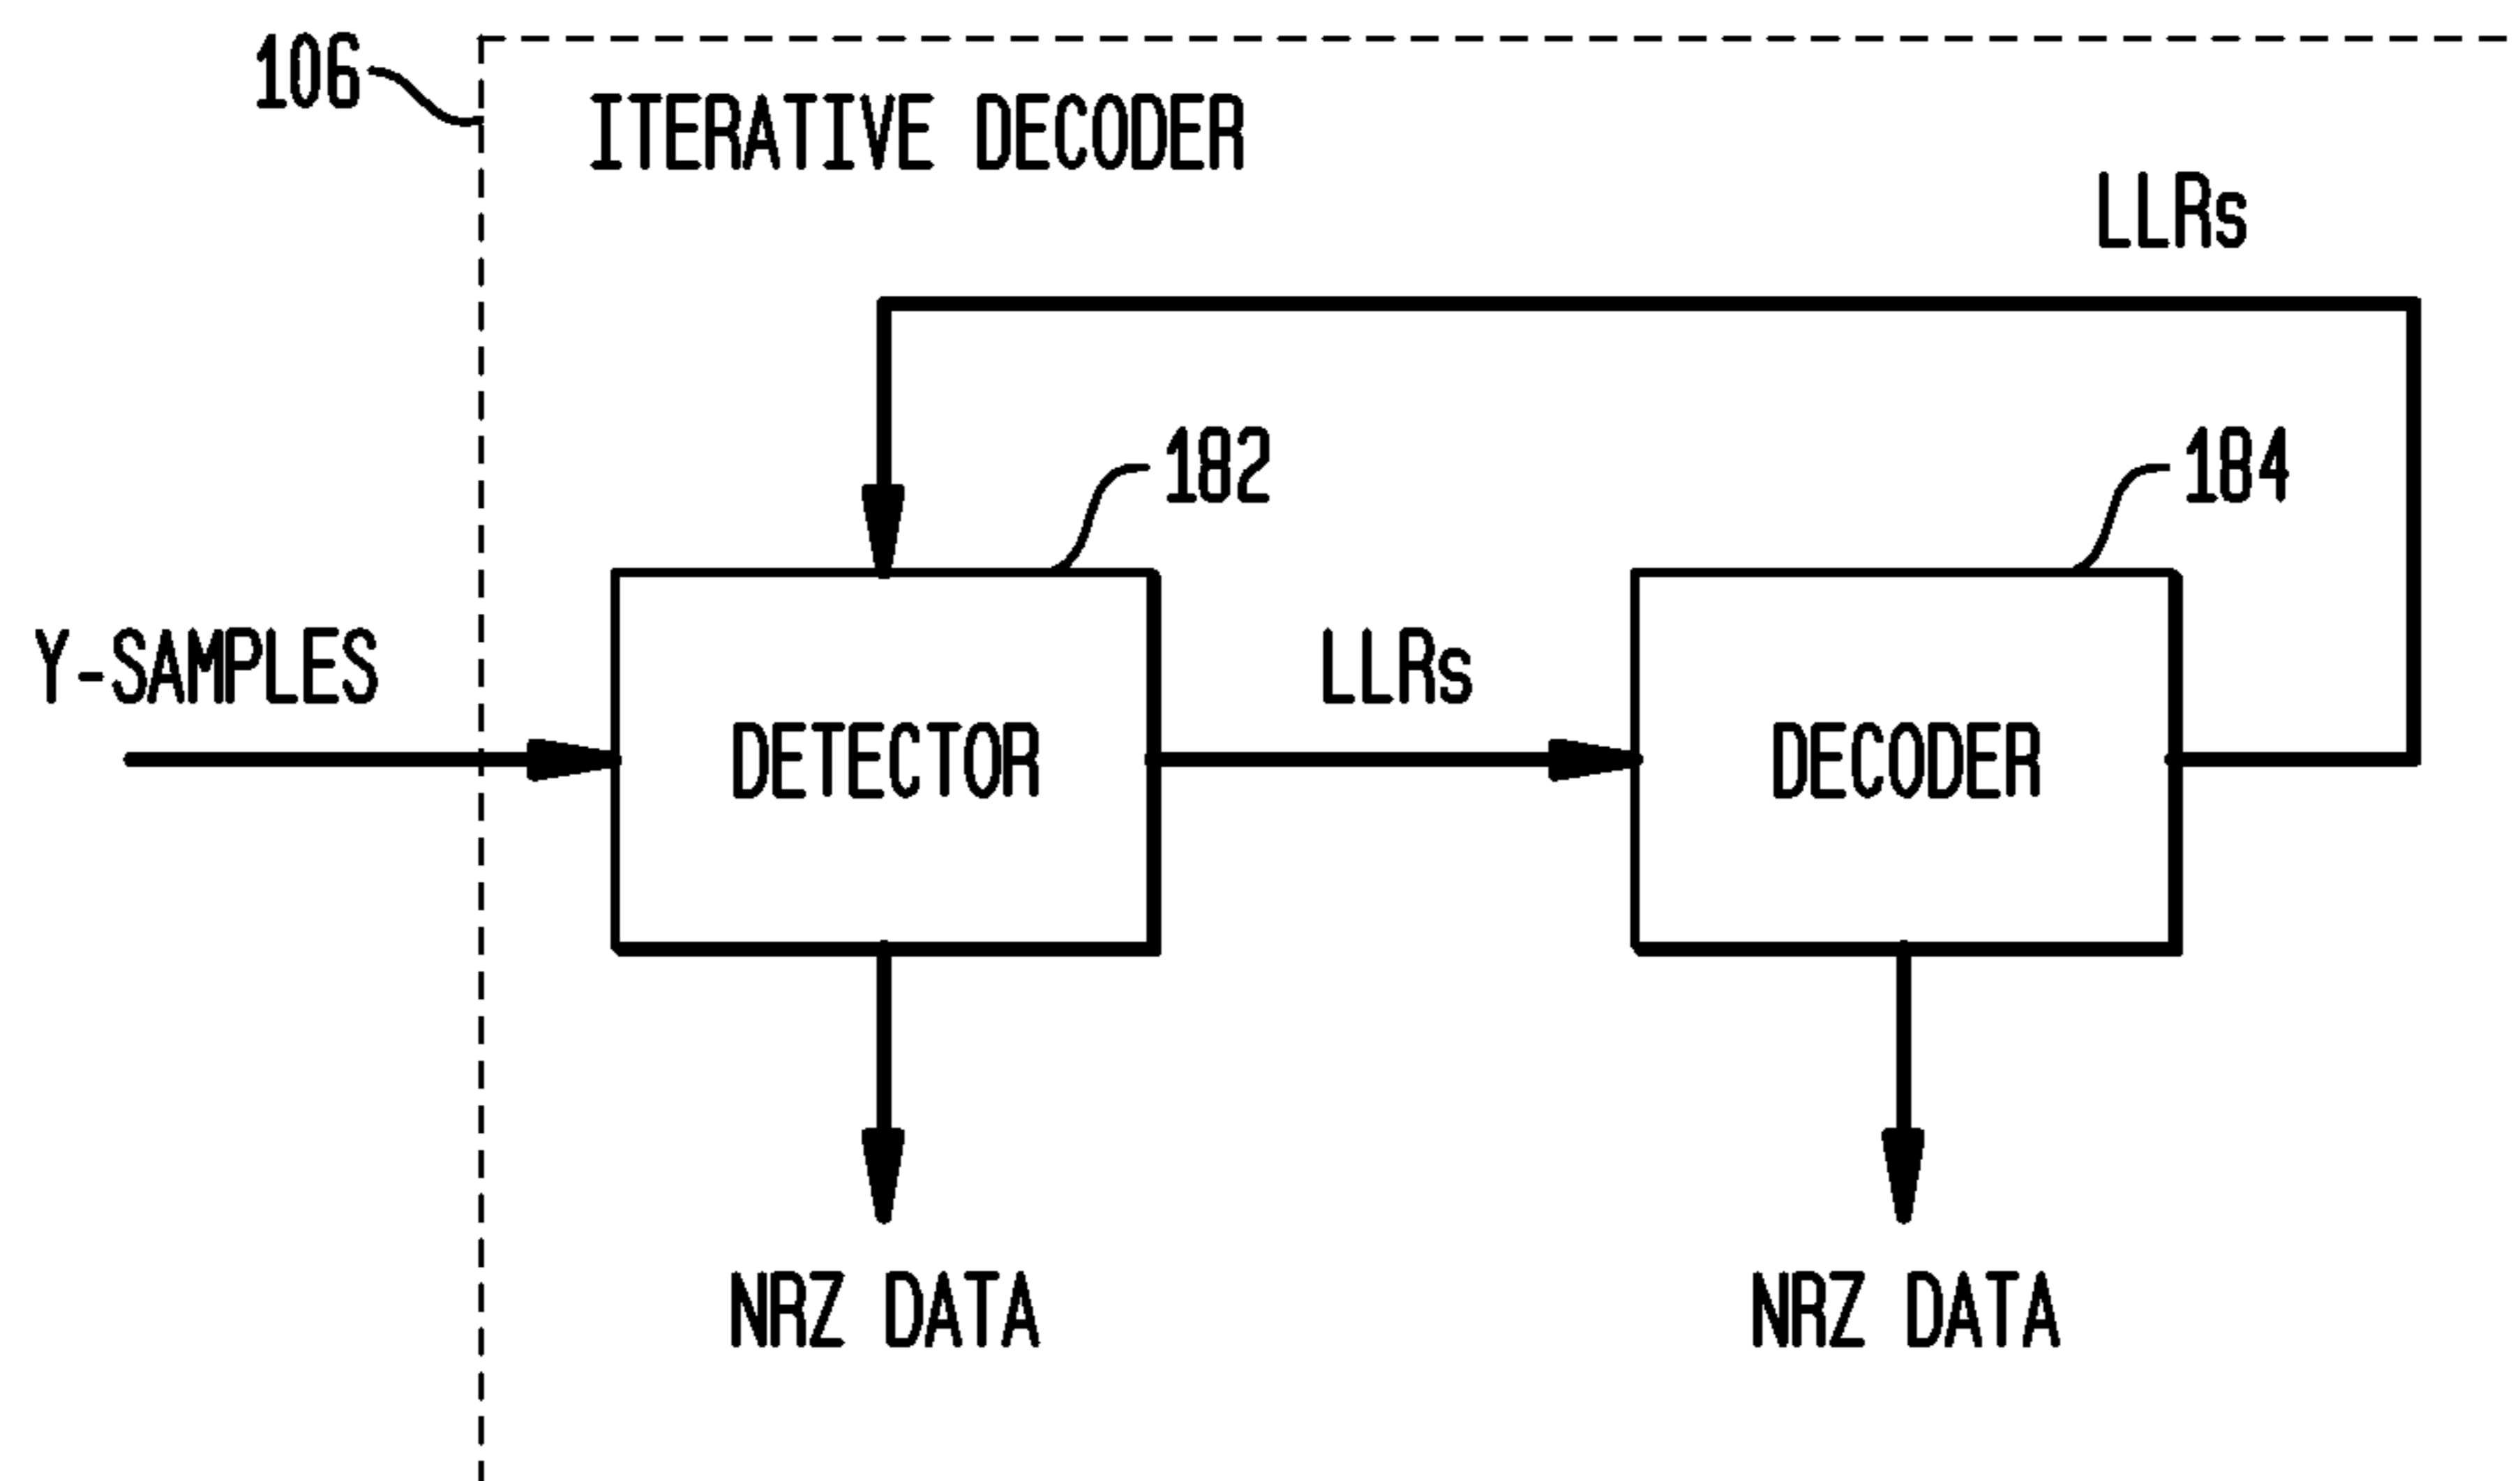 106
ITERATIVE DECODER
LLRs
182
184
Y-SAMPLES
LLRs
DETECTOR
DECODER
NRZ DATA
NRZ DATA